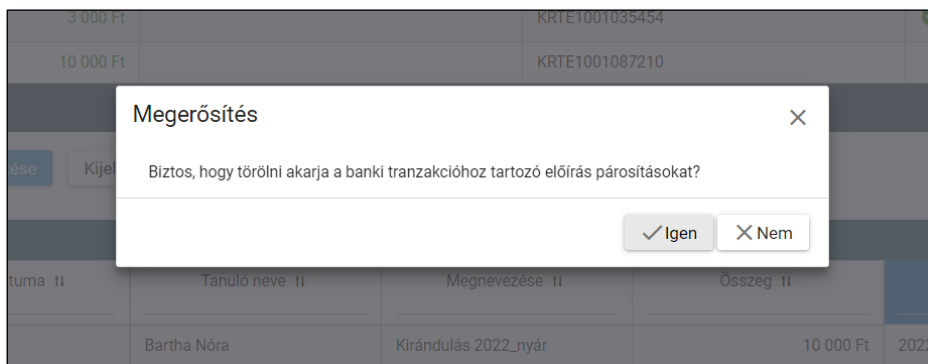 3 000 Ft KRTE1001035454
10 000 Ft KRTE1001087210
Megerősítés
Biztos, hogy törölni akarja a banki tranzakcióhoz tartozó előírás párosításokat?
Igen Nem
Tanuló neve Megnevezése Összeg
Bartha Nóra Kirándulás 2022_nyár 10 000 Ft 2022